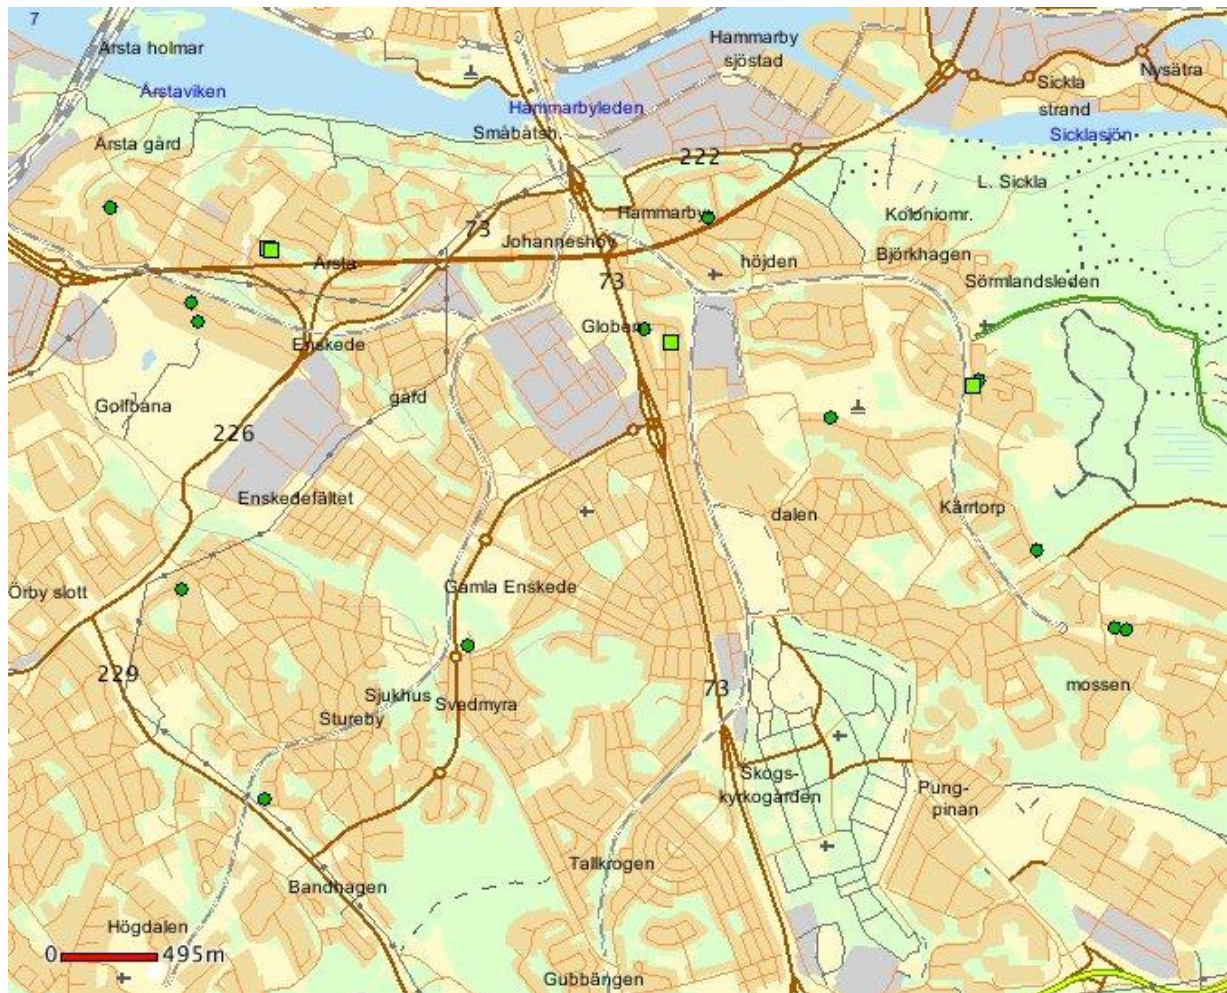 7
Årsta holmar
Hammarby
sjöstad
Nysätra
Sickla
strand
Årstaviken
Hammarbyleden
Småbåtsh.
Sicklasjön
Årsta gård
222
L. Sickla
Hammarby
Koloniomr.
73
Johanneshov
Björkhagen
höjden
Årsta
73
Sörmlandsleden
Globen
Enskede
gård
Golfbana
226
Enskedefältet
Kärrtorp
dalen
Gamla Enskede
Örby slott
229
73
mossen
Sjukhus
Svedmyra
Stureby
Skogs-
kyrkogården
Pung-
pinan
Tallkrogen
Bandhagen
Högdalen
0
495m
Gubbängen